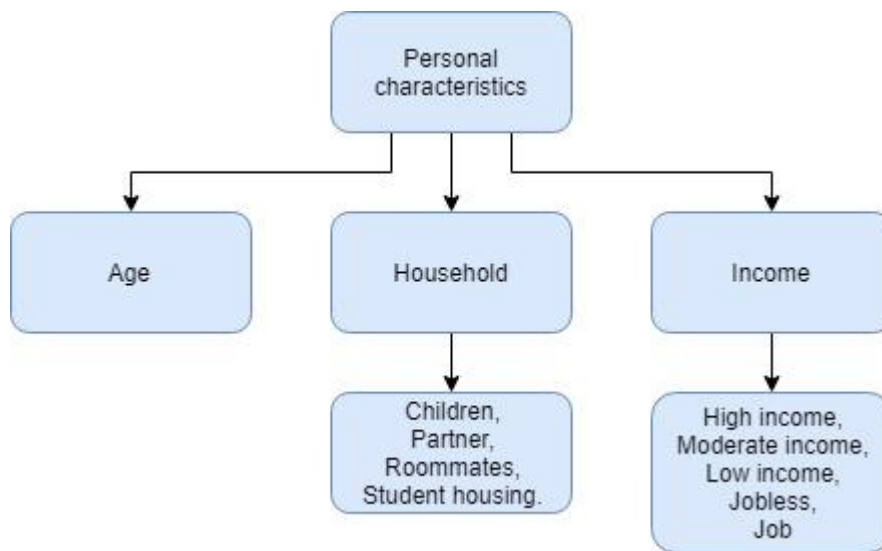 Personal
characteristics
Age
Household
Income
Children,
Partner,
Roommates,
Student housing.
High income,
Moderate income,
Low income,
Jobless,
Job